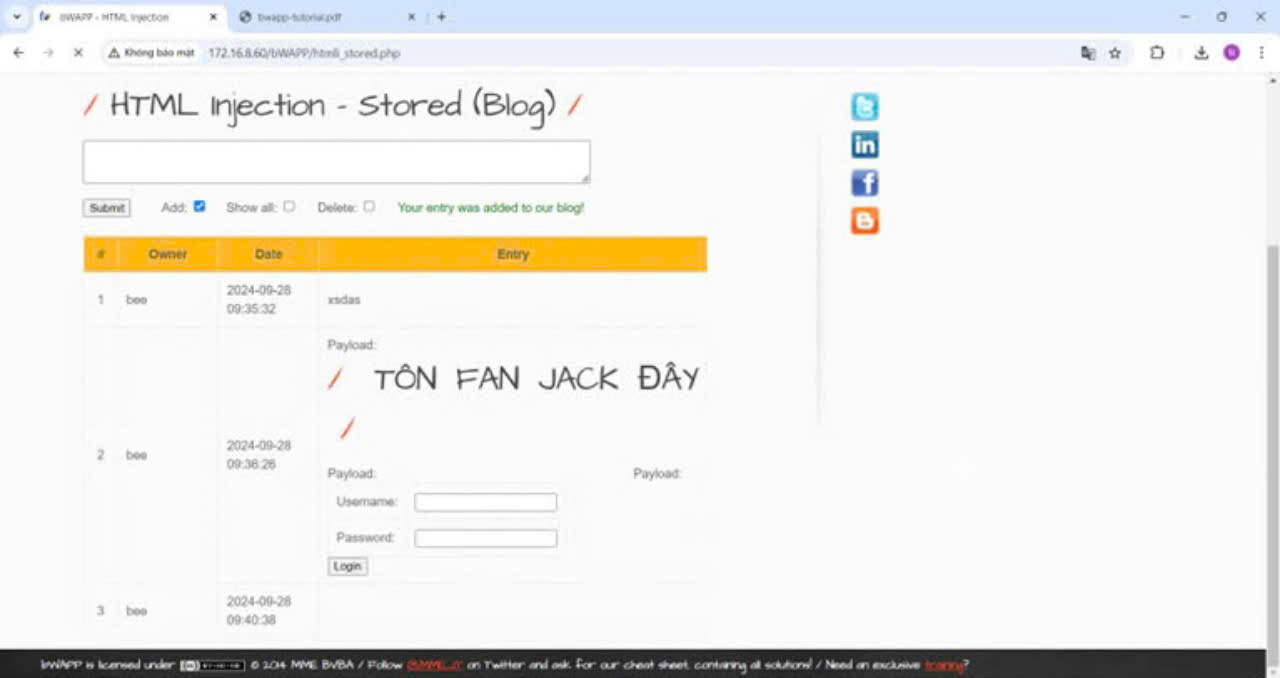 bWAPP - HTML Injection
bwapp-tutorial.pdf
Không bảo mật
172.16.8.60/bWAPP/htmli_stored.php
/ HTML Injection - Stored (Blog) /
Submit Add: Show all: Delete: Your entry was added to our blog!
# Owner Date Entry
1 bee 2024-09-28 09:35:32 xsdas
Payload:
/ TÔN FAN JACK ĐÂY
/
2 bee 2024-09-28 09:36:26
Payload: Payload:
Username:
Password:
Login
3 bee 2024-09-28 09:40:38
bWAPP is licensed under © 2014 MME BVBA / Follow @MME_IT on Twitter and ask for our cheat sheet, containing all solutions! / Need an exclusive training?